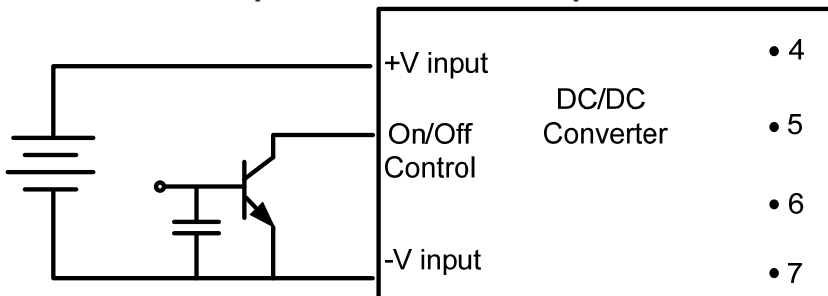 +V input
On/Off
Control
-V input
DC/DC
Converter
• 4
• 5
• 6
• 7